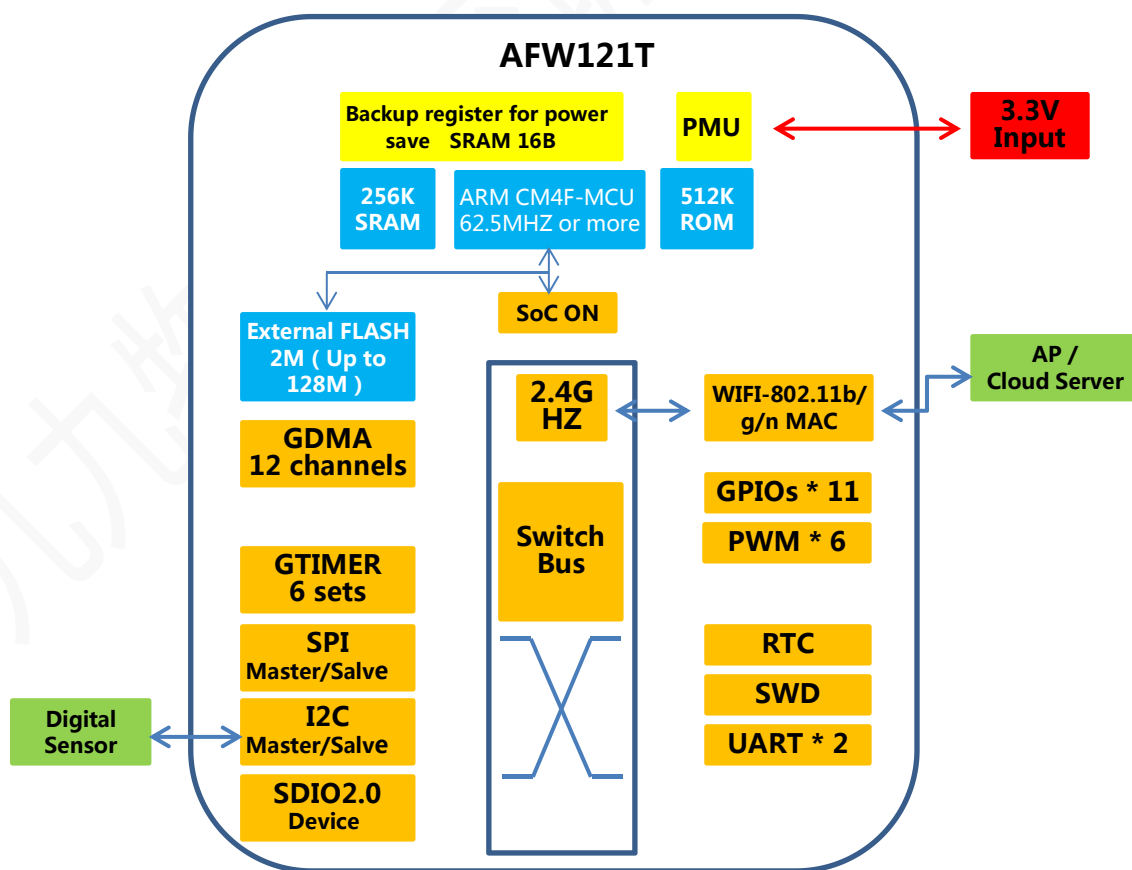 AFW121T
Backup register for power
save SRAM 16B
PMU
3.3V
Input
256K
SRAM
ARM CM4F-MCU
62.5MHZ or more
512K
ROM
SoC ON
External FLASH
2M ( Up to
128M )
2.4G
HZ
WIFI-802.11b/
g/n MAC
AP /
Cloud Server
GDMA
12 channels
GPIOs * 11
Switch
Bus
PWM * 6
GTIMER
6 sets
SPI
Master/Salve
RTC
SWD
Digital
Sensor
I2C
Master/Salve
UART * 2
SDIO2.0
Device